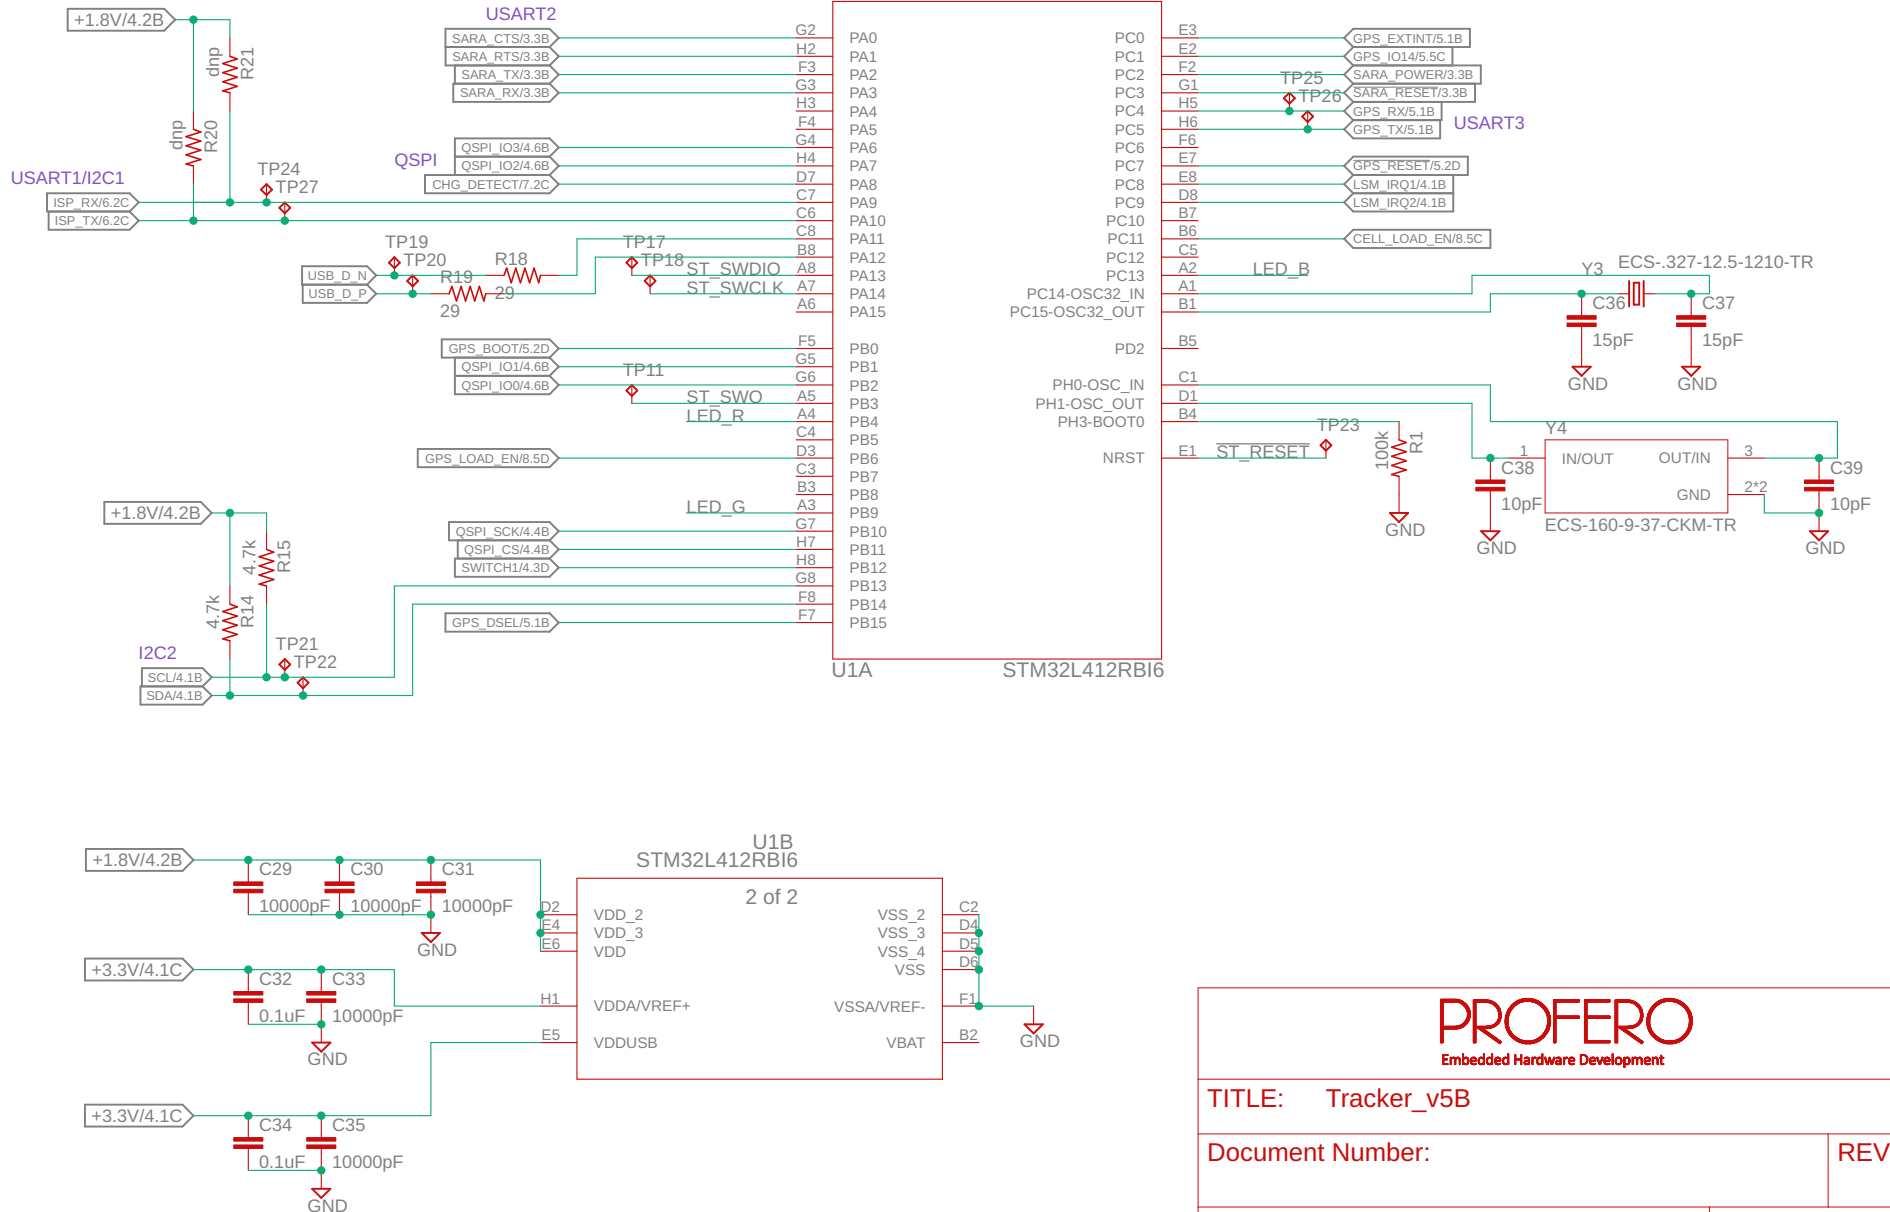 +1.8V/4.2B
dnp
R21
dnp
R20
USART1/I2C1
TP24
TP27
ISP_RX/6.2C
ISP_TX/6.2C
USART2
SARA_CTS/3.3B
SARA_RTS/3.3B
SARA_TX/3.3B
SARA_RX/3.3B
QSPI
QSPI_IO3/4.6B
QSPI_IO2/4.6B
CHG_DETECT/7.2C
TP19
TP20
USB_D_N
USB_D_P
R18
29
R19
29
TP17
TP18
ST_SWDIO
ST_SWCLK
GPS_BOOT/5.2D
QSPI_IO1/4.6B
QSPI_IO0/4.6B
TP11
ST_SWO
LED_R
GPS_LOAD_EN/8.5D
LED_G
QSPI_SCK/4.4B
QSPI_CS/4.4B
SWITCH1/4.3D
GPS_DSEL/5.1B
+1.8V/4.2B
4.7k
R15
4.7k
R14
I2C2
TP21
TP22
SCL/4.1B
SDA/4.1B
G2 PA0
H2 PA1
F3 PA2
G3 PA3
H3 PA4
F4 PA5
G4 PA6
H4 PA7
D7 PA8
C7 PA9
C6 PA10
C8 PA11
B8 PA12
A8 PA13
A7 PA14
A6 PA15
F5 PB0
G5 PB1
G6 PB2
A5 PB3
A4 PB4
C4 PB5
D3 PB6
C3 PB7
B3 PB8
A3 PB9
G7 PB10
H7 PB11
H8 PB12
G8 PB13
F8 PB14
F7 PB15
PC0 E3
PC1 E2
PC2 F2
PC3 G1
PC4 H5
PC5 H6
PC6 F6
PC7 E7
PC8 E8
PC9 D8
PC10 B7
PC11 B6
PC12 C5
PC13 A2
PC14-OSC32_IN A1
PC15-OSC32_OUT B1
PD2 B5
PH0-OSC_IN C1
PH1-OSC_OUT D1
PH3-BOOT0 B4
NRST E1
U1A
STM32L412RBI6
GPS_EXTINT/5.1B
GPS_IO14/5.5C
SARA_POWER/3.3B
SARA_RESET/3.3B
GPS_RX/5.1B
GPS_TX/5.1B
TP25
TP26
USART3
GPS_RESET/5.2D
LSM_IRQ1/4.1B
LSM_IRQ2/4.1B
CELL_LOAD_EN/8.5C
LED_B
Y3
ECS-.327-12.5-1210-TR
C36
15pF
GND
C37
15pF
GND
ST_RESET
TP23
100k
R1
GND
Y4
1 IN/OUT
OUT/IN 3
GND 2*2
ECS-160-9-37-CKM-TR
C38
10pF
GND
C39
10pF
GND
+1.8V/4.2B
C29
10000pF
C30
10000pF
C31
10000pF
GND
+3.3V/4.1C
C32
0.1uF
C33
10000pF
GND
+3.3V/4.1C
C34
0.1uF
C35
10000pF
GND
U1B
STM32L412RBI6
2 of 2
D2 VDD_2
E4 VDD_3
E6 VDD
H1 VDDA/VREF+
E5 VDDUSB
VSS_2 C2
VSS_3 D4
VSS_4 D5
VSS D6
VSSA/VREF- F1
VBAT B2
GND
PROFERO
Embedded Hardware Development
TITLE: Tracker_v5B
Document Number:
REV